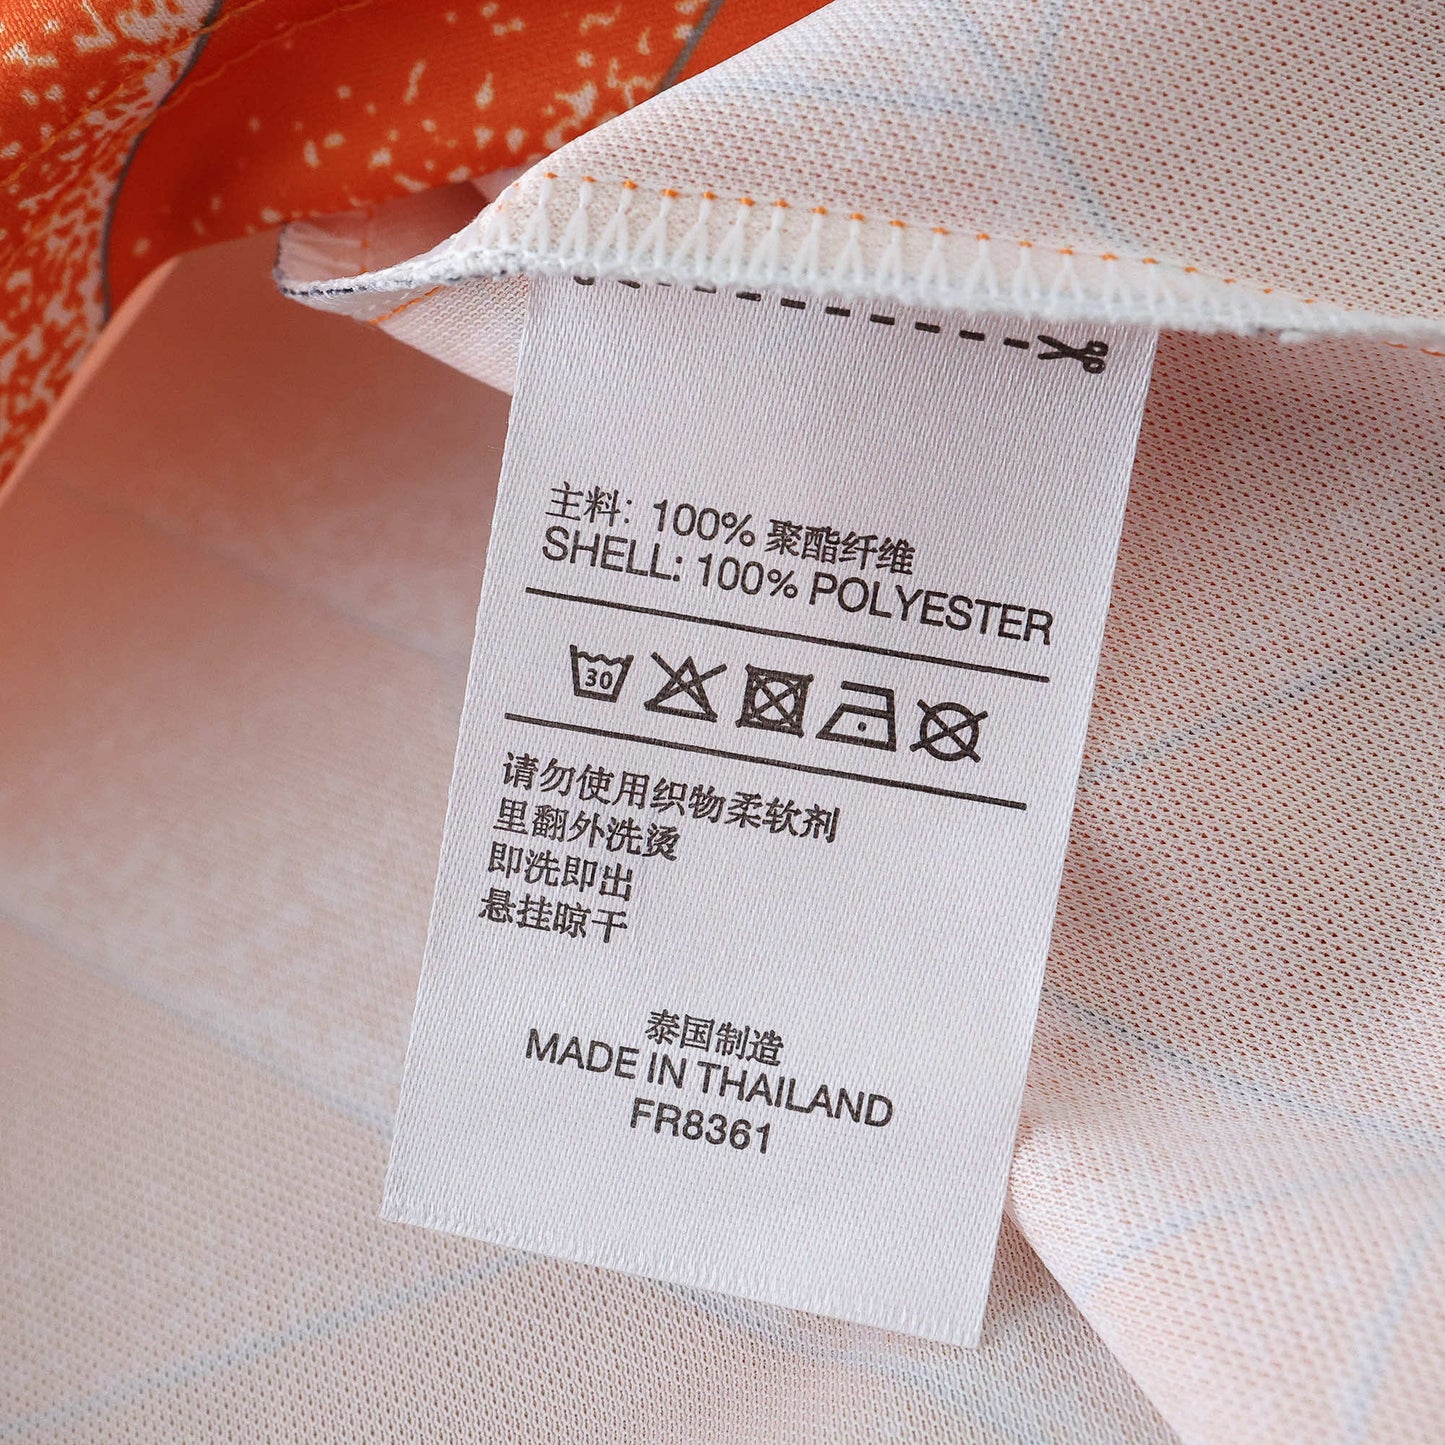 主料: 100% 聚酯纤维
SHELL: 100% POLYESTER
30
请勿使用织物柔软剂
里翻外洗烫
即洗即出
悬挂晾干
泰国制造
MADE IN THAILAND
FR8361